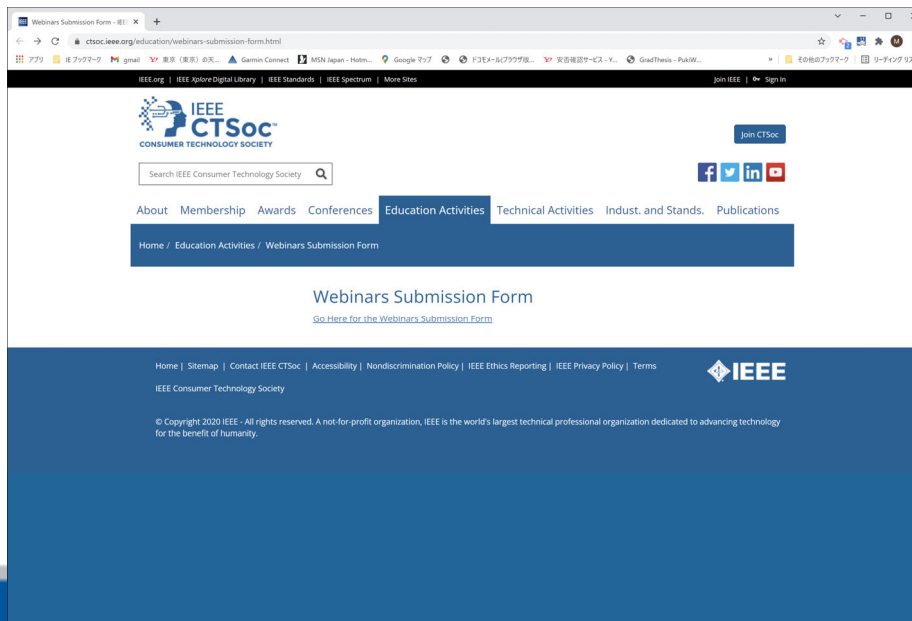 Webinars Submission Form - IEE
ctsoc.ieee.org/education/webinars-submission-form.html
アプリ IE ブックマーク gmail 東京（東京）の天... Garmin Connect MSN Japan - Hotm... Google マップ ドコモメール(ブラウザ版... 安否確認サービス - Y... GradThesis - PukiW... » その他のブックマーク リーディング リス
IEEE.org | IEEE Xplore Digital Library | IEEE Standards | IEEE Spectrum | More Sites Join IEEE | Sign In
IEEE
CTSoc™
CONSUMER TECHNOLOGY SOCIETY
Join CTSoc
Search IEEE Consumer Technology Society
About Membership Awards Conferences Education Activities Technical Activities Indust. and Stands. Publications
Home / Education Activities / Webinars Submission Form
Webinars Submission Form
Go Here for the Webinars Submission Form
Home | Sitemap | Contact IEEE CTSoc | Accessibility | Nondiscrimination Policy | IEEE Ethics Reporting | IEEE Privacy Policy | Terms
IEEE
IEEE Consumer Technology Society
© Copyright 2020 IEEE - All rights reserved. A not-for-profit organization, IEEE is the world's largest technical professional organization dedicated to advancing technology
for the benefit of humanity.